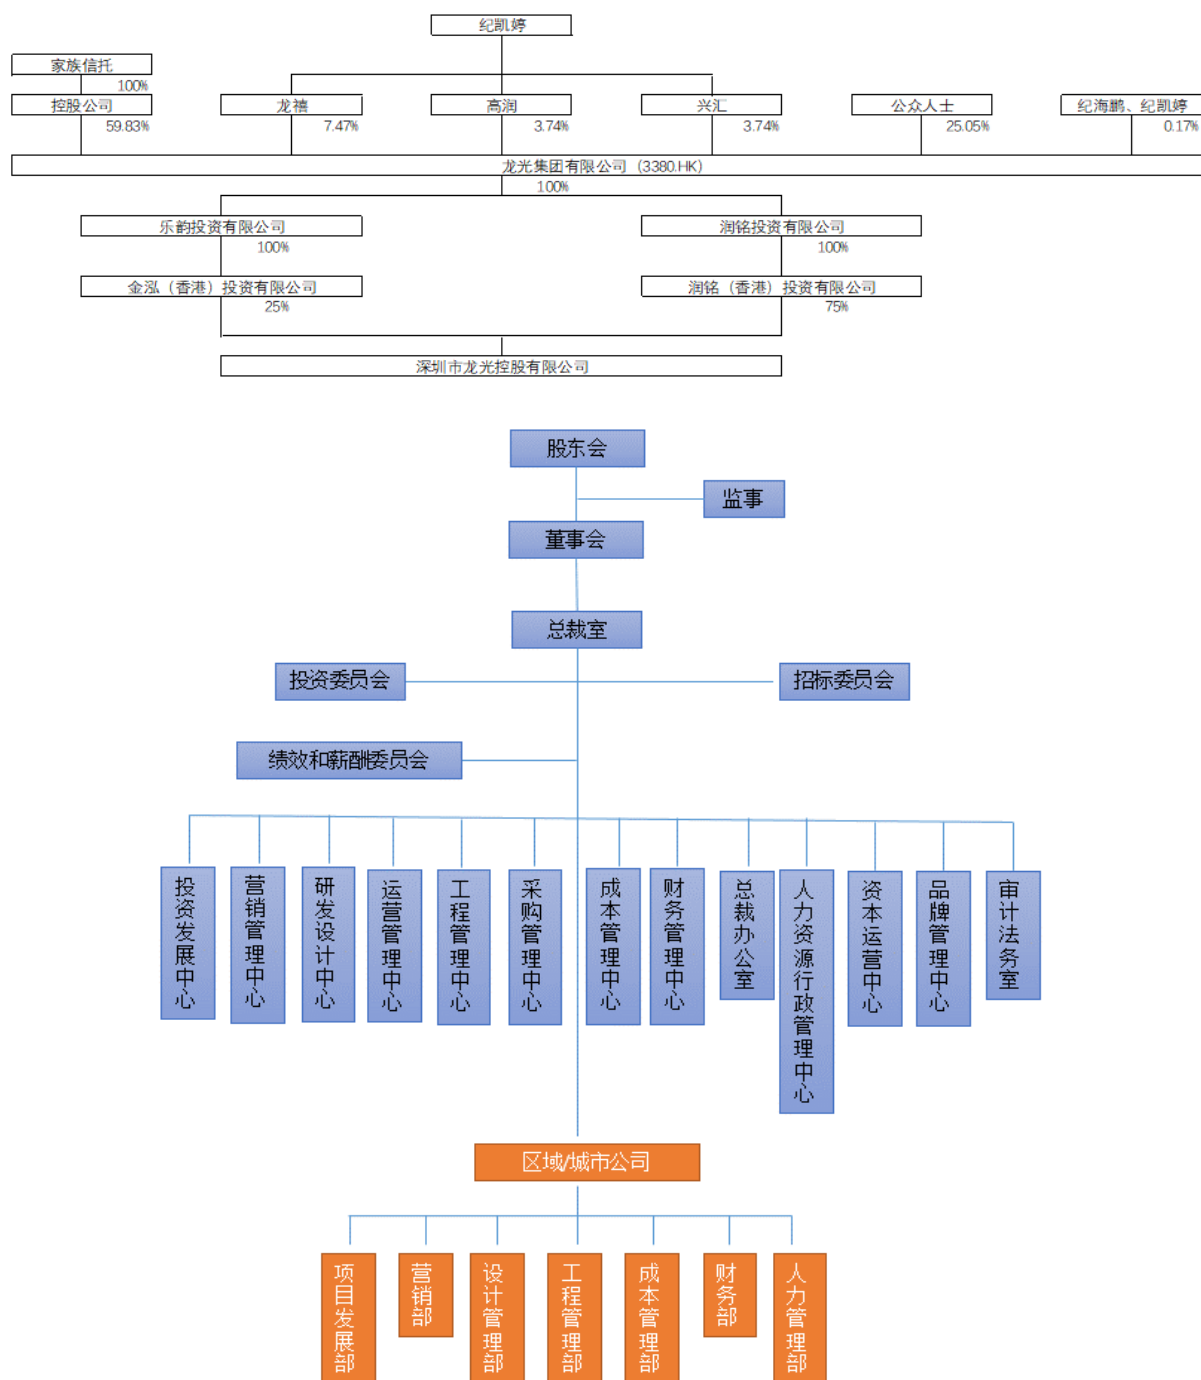 纪凯婷
家族信托
100%
控股公司
龙禧
高润
兴汇
公众人士
纪海鹏、纪凯婷
59.83%
7.47%
3.74%
3.74%
25.05%
0.17%
龙光集团有限公司（3380.HK）
100%
乐韵投资有限公司
润铭投资有限公司
100%
100%
金泓（香港）投资有限公司
润铭（香港）投资有限公司
25%
75%
深圳市龙光控股有限公司
股东会
监事
董事会
总裁室
投资委员会
招标委员会
绩效和薪酬委员会
投资发展中心
营销管理中心
研发设计中心
运营管理中心
工程管理中心
采购管理中心
成本管理中心
财务管理中心
总裁办公室
人力资源行政管理中心
资本运营中心
品牌管理中心
审计法务室
区域/城市公司
项目发展部
营销部
设计管理部
工程管理部
成本管理部
财务部
人力管理部